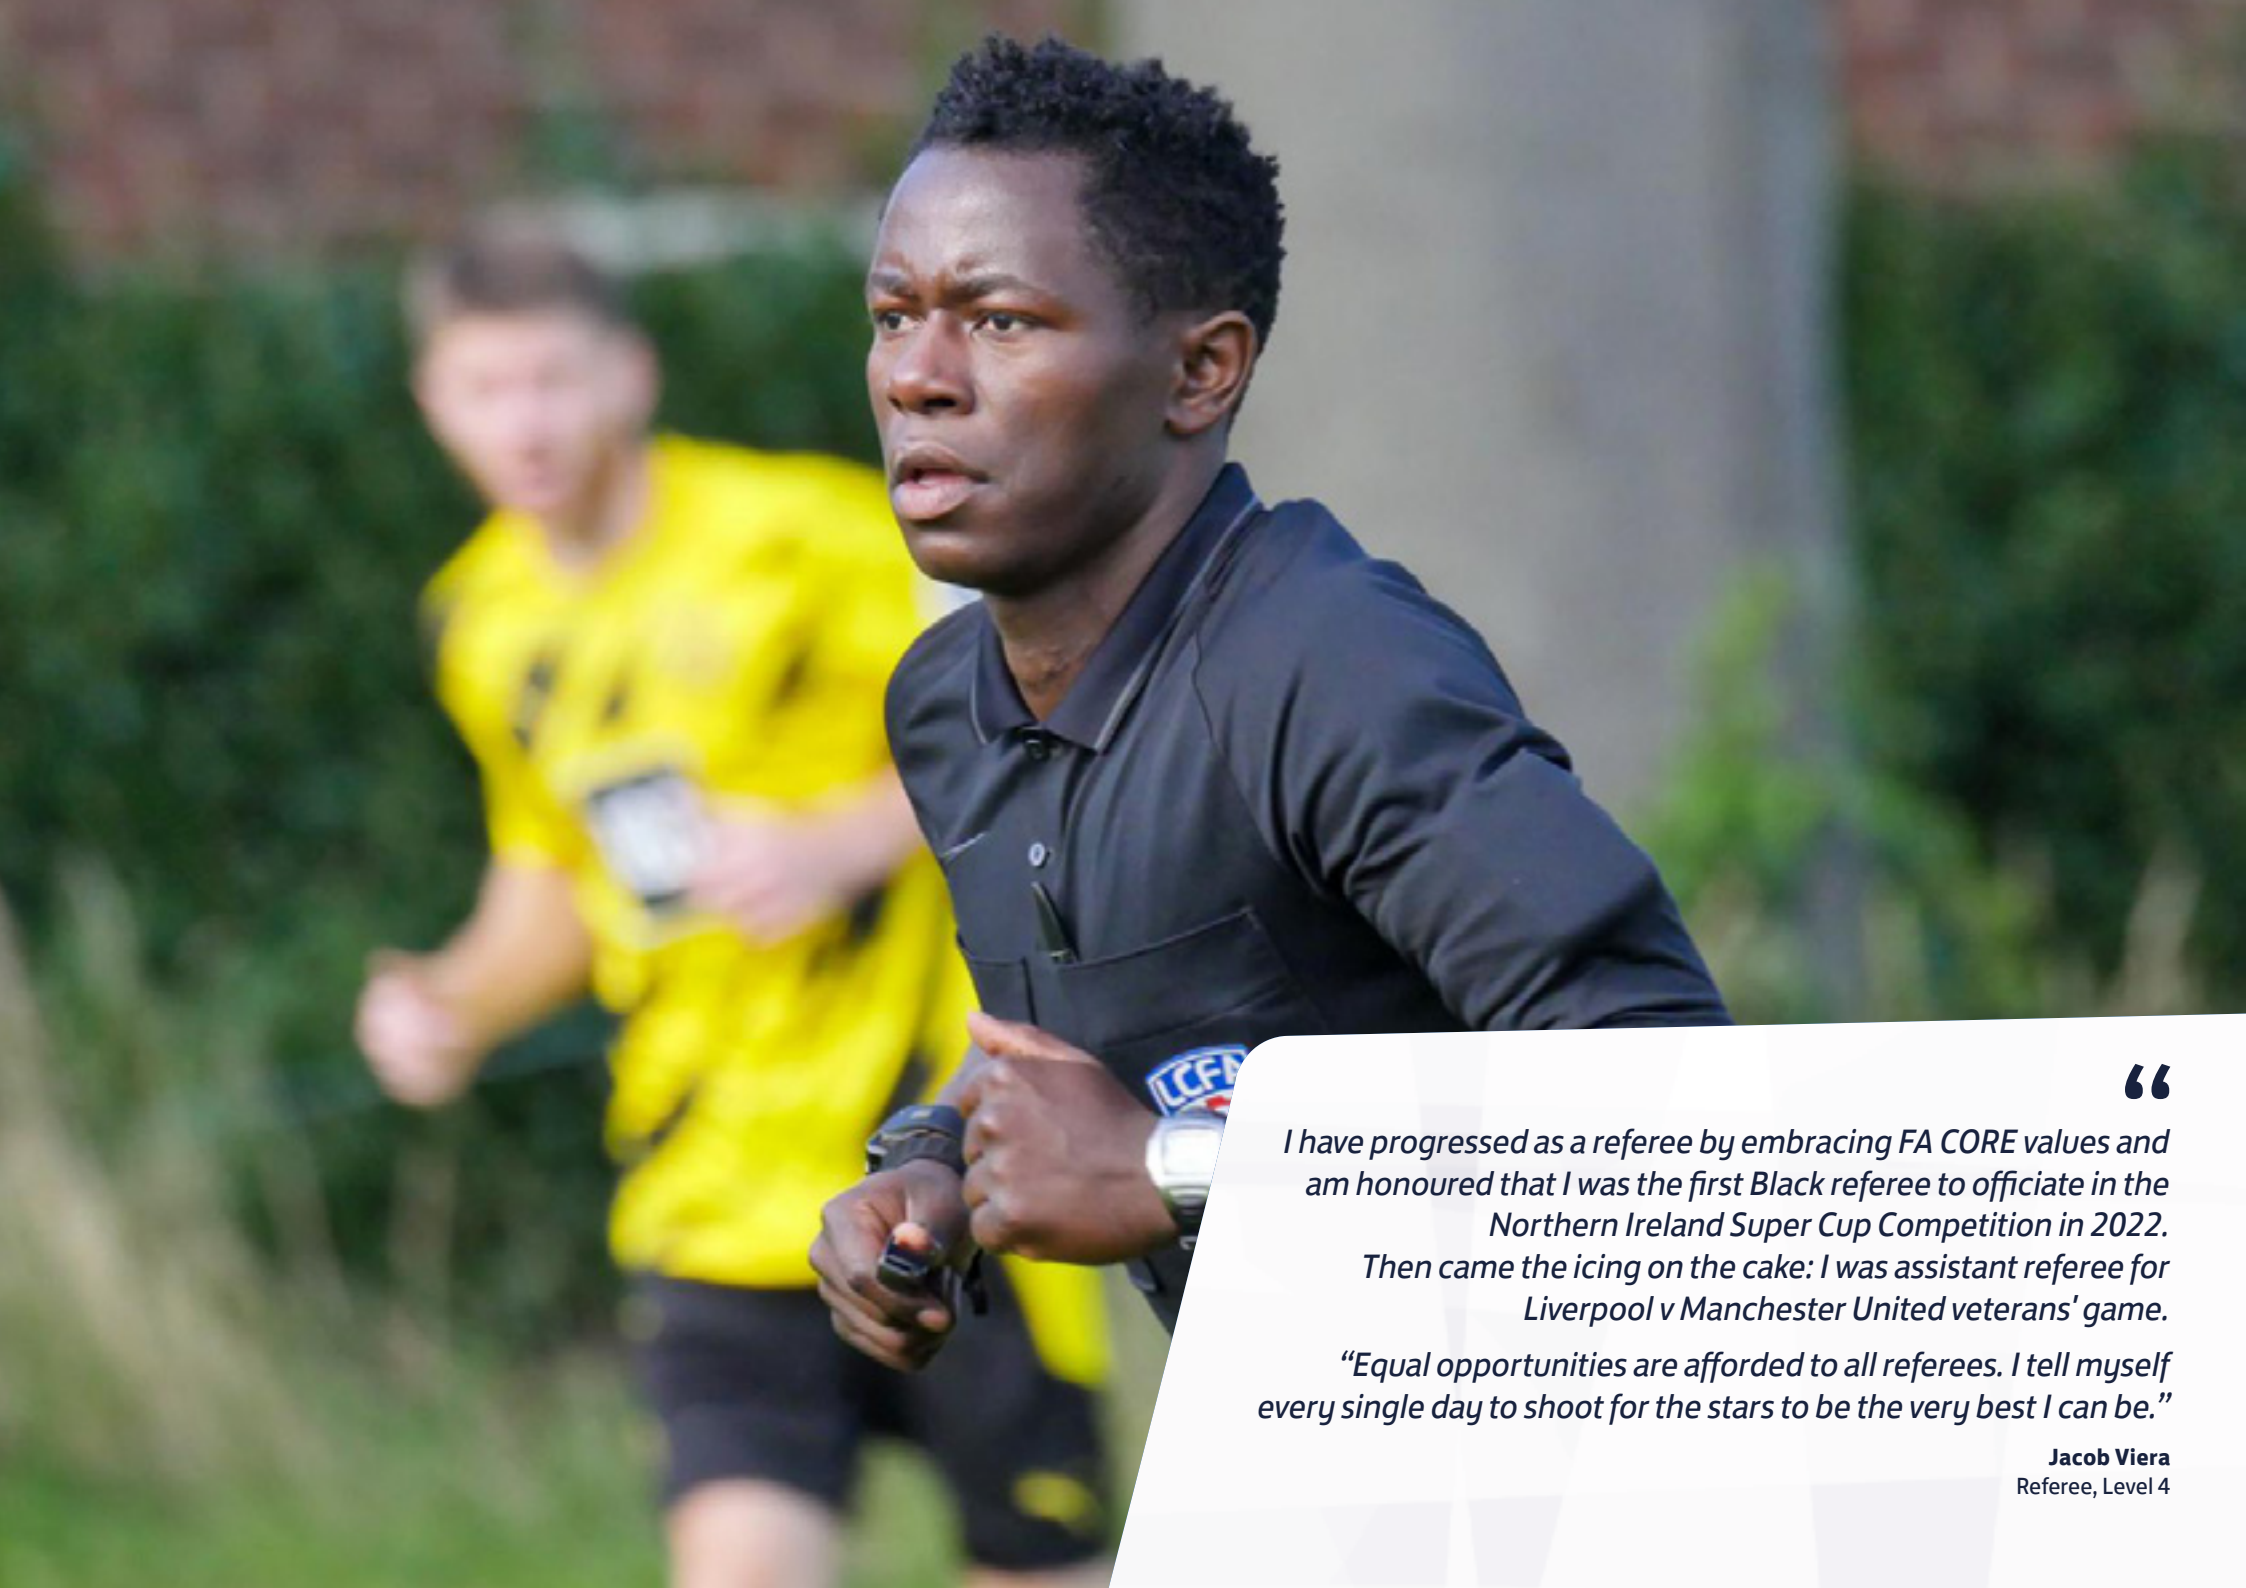 LCFA
“
I have progressed as a referee by embracing FA CORE values and
am honoured that I was the first Black referee to officiate in the
Northern Ireland Super Cup Competition in 2022.
Then came the icing on the cake: I was assistant referee for
Liverpool v Manchester United veterans' game.
“Equal opportunities are afforded to all referees. I tell myself
every single day to shoot for the stars to be the very best I can be.”
Jacob Viera
Referee, Level 4